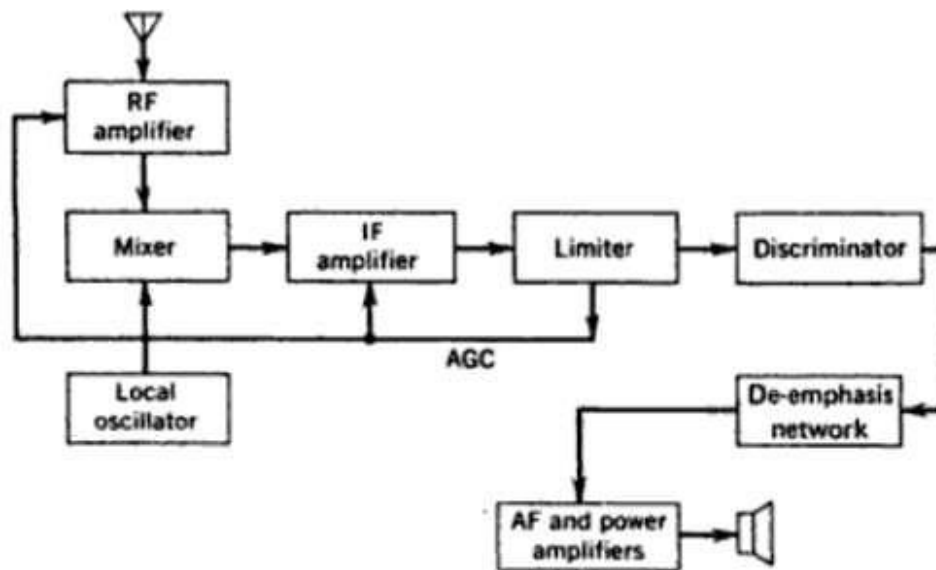 RF
amplifier
Mixer
IF
amplifier
Limiter
Discriminator
AGC
Local
oscillator
De-emphasis
network
AF and power
amplifiers